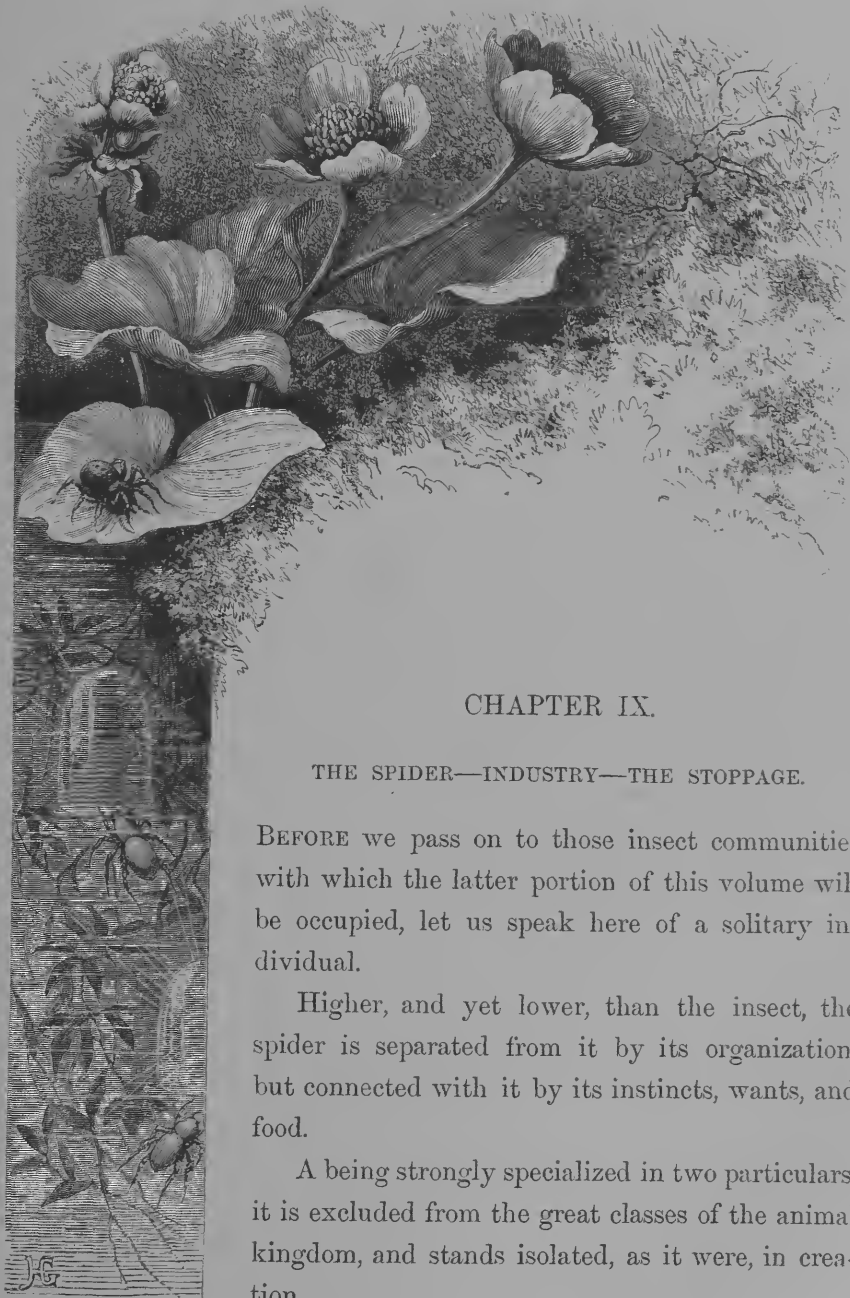 CHAPTER IX.
THE SPIDER—INDUSTRY—THE STOPPAGE.
BEFORE we pass on to those insect communitie
with which the latter portion of this volume wil
be occupied, let us speak here of a solitary in
dividual.
Higher, and yet lower, than the insect, the
spider is separated from it by its organization
but connected with it by its instincts, wants, and
food.
A being strongly specialized in two particulars
it is excluded from the great classes of the anima
kingdom, and stands isolated, as it were, in crea-
tion